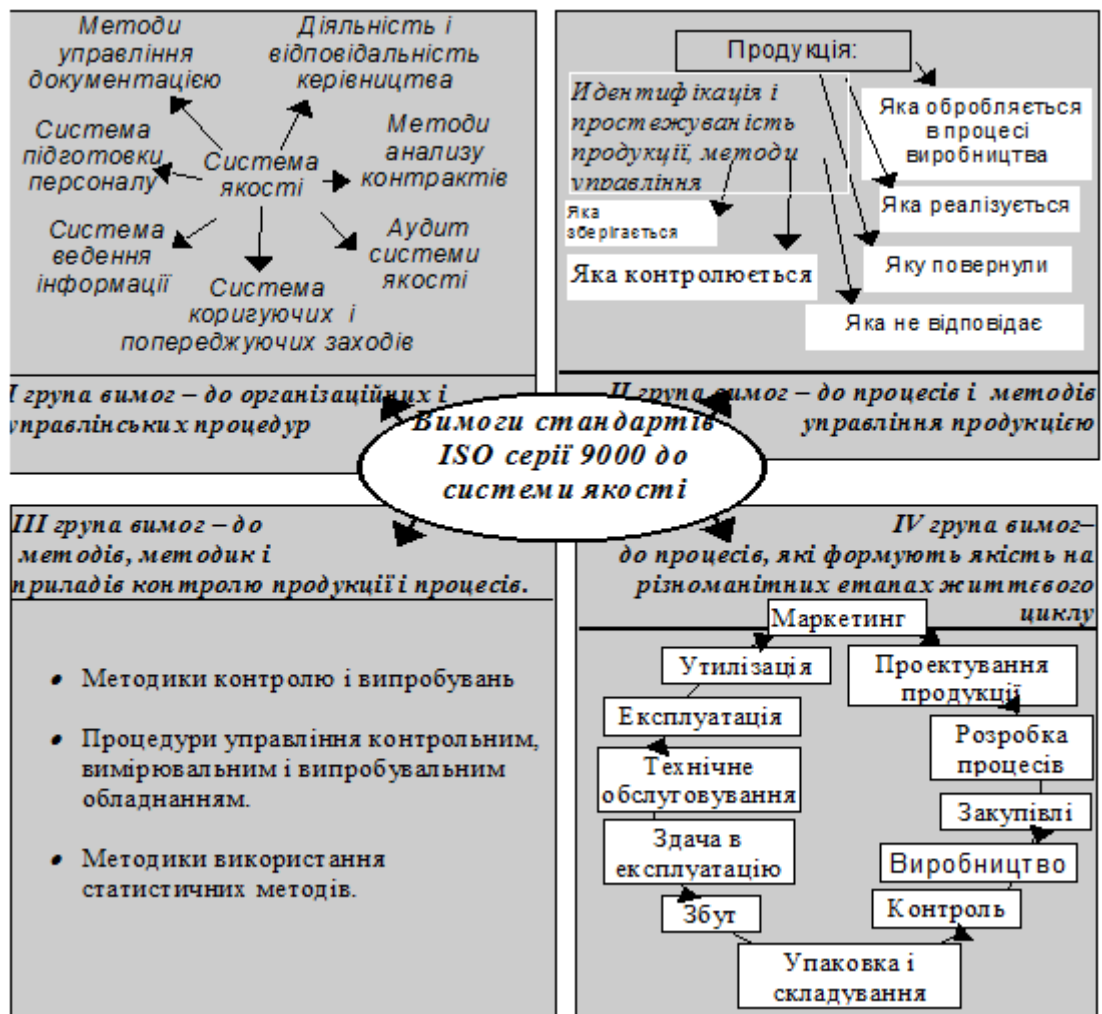 Методи
управління
документацією
Діяльність і
відповідальність
керівництва
Система
підготовки
персоналу
Система
якості
Методи
анализу
контрактів
Система
ведення
інформації
Система
коригуючих і
попереджуючих заходів
Аудит
системи
якості
І група вимог – до організаційних і
управлінських процедур
Продукція:
Идентифікація і
простежуваність
продукції, методи
управління
Яка обробляється
в процесі
виробництва
Яка
зберігається
Яка реалізується
Яка контролюється
Яку повернули
Яка не відповідає
ІІ група вимог – до процесів і методів
управління продукцією
Вимоги стандартів
ISO серії 9000 до
системи якості
ІІІ група вимог – до
методів, методик і
приладів контролю продукції і процесів.
• Методики контролю і випробувань
• Процедури управління контрольним,
вимірювальним і випробувальним
обладнанням.
• Методики використання
статистичних методів.
IV група вимог–
до процесів, які формують якість на
різноманітних етапах життєвого
циклу
Маркетинг
Утилізація
Проектування
продукції
Експлуатація
Розробка
процесів
Технічне
обслуговування
Закупівлі
Здача в
експлуатацію
Виробництво
Збут
Контроль
Упаковка і
складування